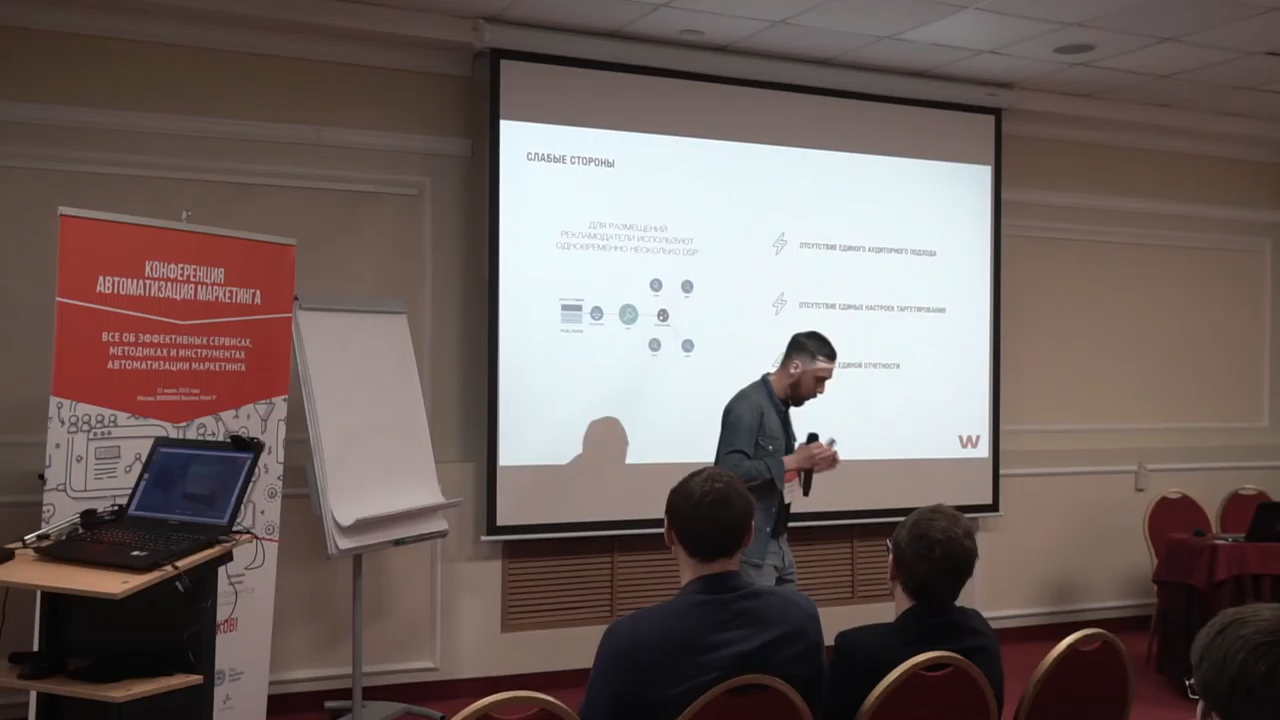 КОНФЕРЕНЦИЯ
АВТОМАТИЗАЦИЯ МАРКЕТИНГА
ВСЕ ОБ ЭФФЕКТИВНЫХ СЕРВИСАХ,
МЕТОДИКАХ И ИНСТРУМЕНТАХ
АВТОМАТИЗАЦИИ МАРКЕТИНГА
СЛАБЫЕ СТОРОНЫ
ДЛЯ РАЗМЕЩЕНИЙ
РЕКЛАМОДАТЕЛИ ИСПОЛЬЗУЮТ
ОДНОВРЕМЕННО НЕСКОЛЬКО DSP
ОТСУТСТВИЕ ЕДИНОГО АУДИТОРНОГО ПОДХОДА
ОТСУТСТВИЕ ЕДИНЫХ НАСТРОЕК ТАРГЕТИРОВАНИЯ
ЕДИНОЙ ОТЧЕТНОСТИ
W